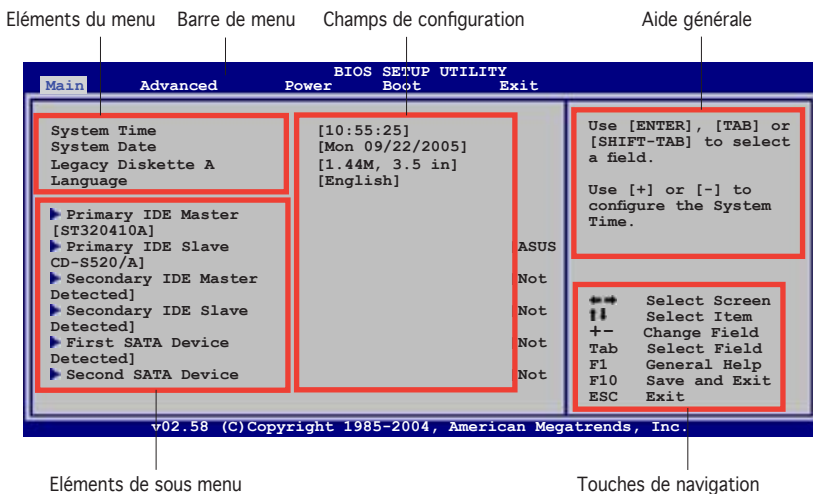 Eléments du menu Barre de menu Champs de configuration Aide générale
BIOS SETUP UTILITY
Main Advanced Power Boot Exit
System Time [10:55:25]
System Date [Mon 09/22/2005]
Legacy Diskette A [1.44M, 3.5 in]
Language [English]
Primary IDE Master
[ST320410A]
Primary IDE Slave [ASUS
CD-S520/A]
Secondary IDE Master [Not
Detected]
Secondary IDE Slave [Not
Detected]
First SATA Device [Not
Detected]
Second SATA Device [Not
Use [ENTER], [TAB] or
[SHIFT-TAB] to select
a field.
Use [+] or [-] to
configure the System
Time.
Select Screen
Select Item
+- Change Field
Tab Select Field
F1 General Help
F10 Save and Exit
ESC Exit
v02.58 (C)Copyright 1985-2004, American Megatrends, Inc.
Eléments de sous menu Touches de navigation